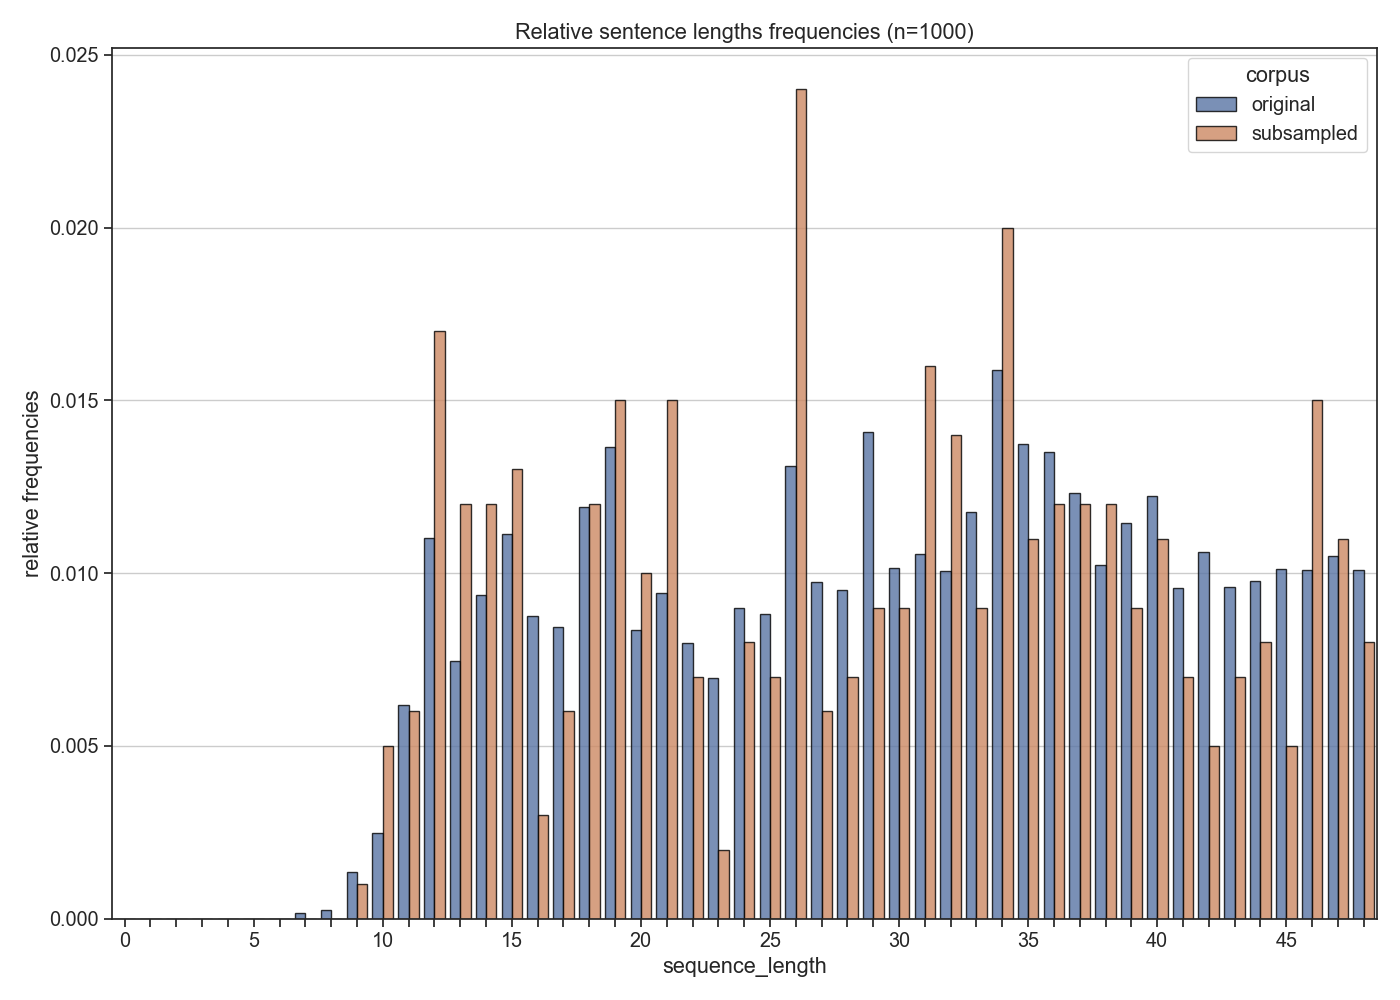 Relative sentence lengths frequencies (n=1000)
corpus
original
subsampled
relative frequencies
0.025
0.020
0.015
0.010
0.005
0.000
0 5 10 15 20 25 30 35 40 45
sequence_length